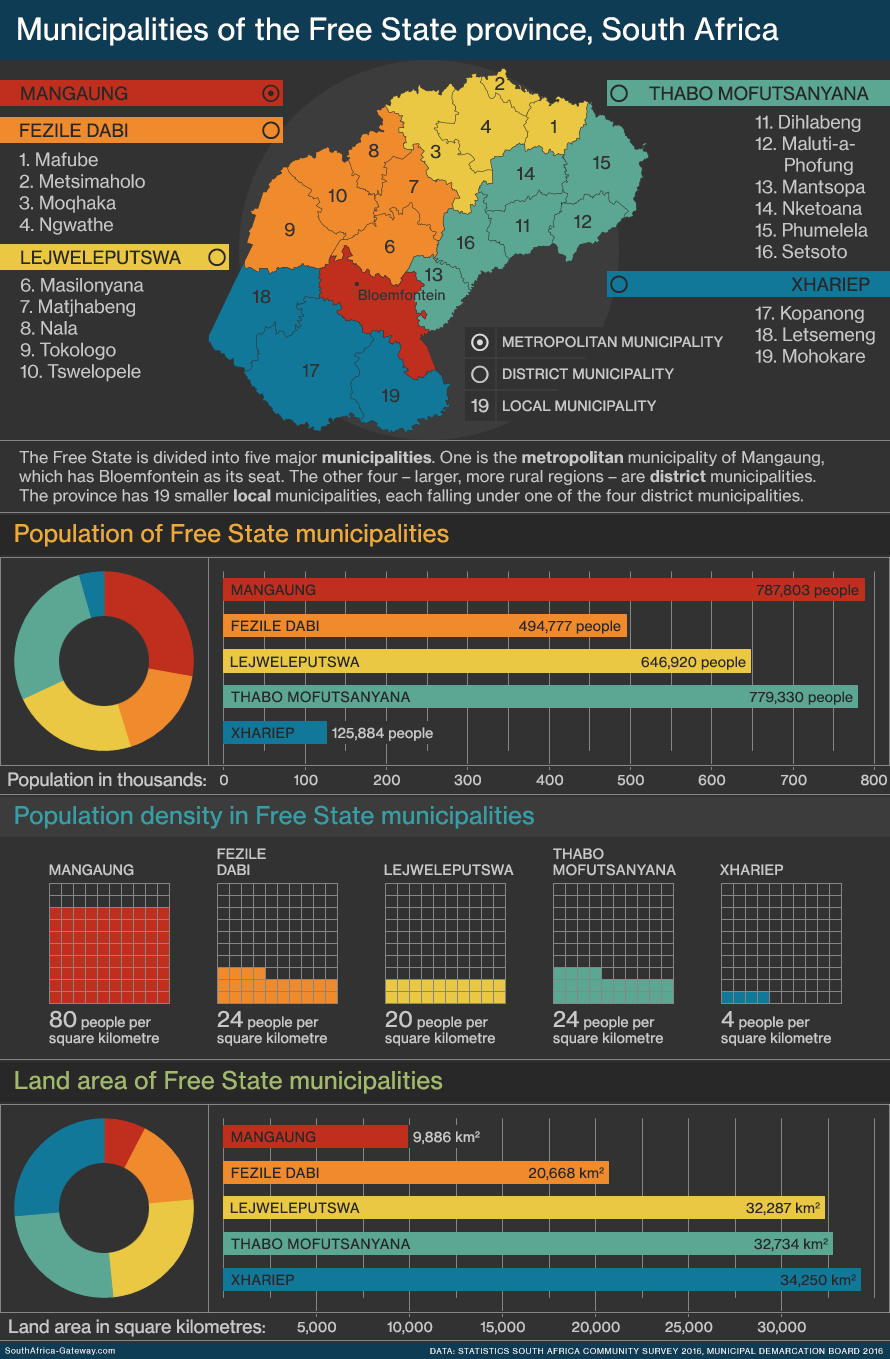 Municipalities of the Free State province, South Africa
MANGAUNG
FEZILE DABI
1. Mafube
2. Metsimaholo
3. Moqhaka
4. Ngwathe
LEJWELEPUTSWA
6. Masilonyana
7. Matjhabeng
8. Nala
9. Tokologo
10. Tswelopele
THABO MOFUTSANYANA
11. Dihlabeng
12. Maluti-a-
Phofung
13. Mantsopa
14. Nketoana
15. Phumelela
16. Setsoto
XHARIEP
17. Kopanong
18. Letsemeng
19. Mohokare
2
4
1
3
8
15
14
7
10
12
11
9
6
16
13
Bloemfontein
18
17
19
METROPOLITAN MUNICIPALITY
DISTRICT MUNICIPALITY
19 LOCAL MUNICIPALITY
The Free State is divided into five major municipalities. One is the metropolitan municipality of Mangaung,
which has Bloemfontein as its seat. The other four – larger, more rural regions – are district municipalities.
The province has 19 smaller local municipalities, each falling under one of the four district municipalities.
Population of Free State municipalities
MANGAUNG 787,803 people
FEZILE DABI 494,777 people
LEJWELEPUTSWA 646,920 people
THABO MOFUTSANYANA 779,330 people
XHARIEP 125,884 people
Population in thousands: 0 100 200 300 400 500 600 700 800
Population density in Free State municipalities
MANGAUNG
80 people per
square kilometre
FEZILE
DABI
24 people per
square kilometre
LEJWELEPUTSWA
20 people per
square kilometre
THABO
MOFUTSANYANA
24 people per
square kilometre
XHARIEP
4 people per
square kilometre
Land area of Free State municipalities
MANGAUNG 9,886 km²
FEZILE DABI 20,668 km²
LEJWELEPUTSWA 32,287 km²
THABO MOFUTSANYANA 32,734 km²
XHARIEP 34,250 km²
Land area in square kilometres: 5,000 10,000 15,000 20,000 25,000 30,000
SouthAfrica-Gateway.com
DATA: STATISTICS SOUTH AFRICA COMMUNITY SURVEY 2016, MUNICIPAL DEMARCATION BOARD 2016